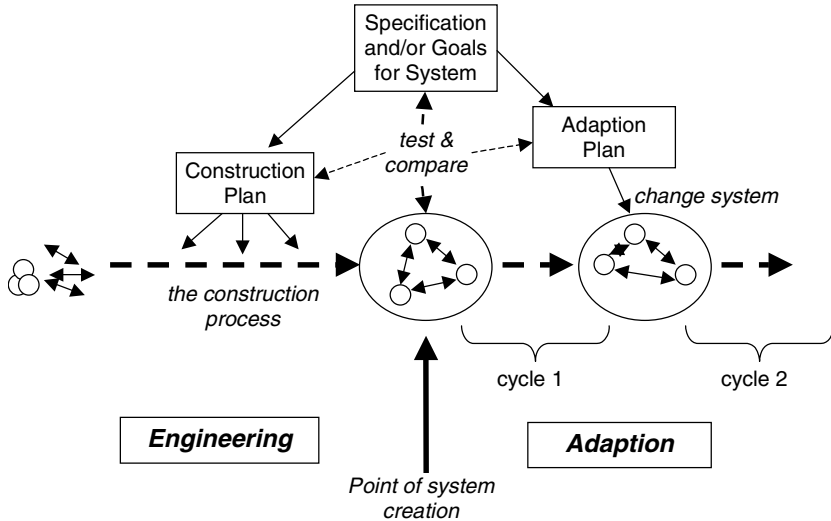 Specification
and/or Goals
for System
test &
compare
Adaption
Plan
Construction
Plan
change system
the construction
process
cycle 1
cycle 2
Engineering
Adaption
Point of system
creation